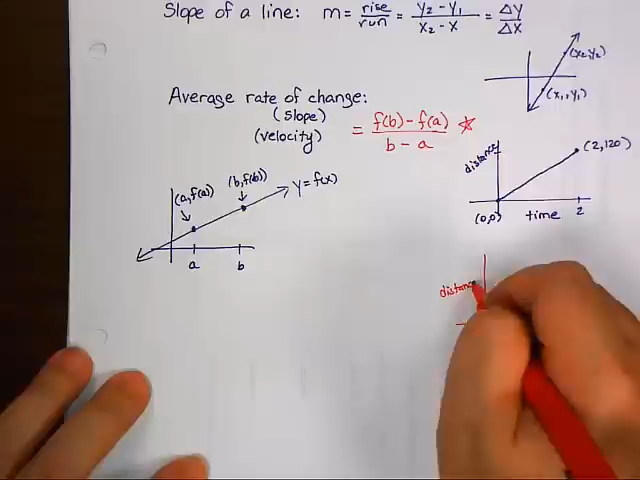 Slope of a line: m = rise/run = y₂ - y₁ / x₂ - x = Δy/Δx
(x₂, y₂)
(x₁, y₁)
Average rate of change:
(slope)
(velocity)
= f(b) - f(a) / b - a ☆
distance
(2, 120)
(0,0) time 2
(a, f(a)) (b, f(b)) y = f(x)
a b
distance